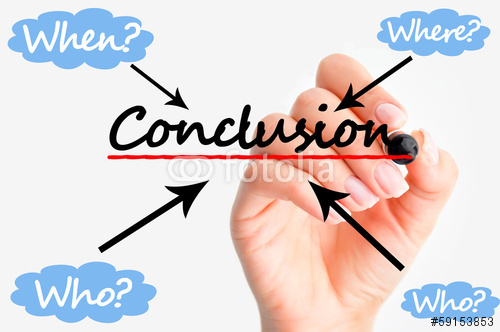 When?
Where?
Conclusion
fotolia
Who?
Who?
#59153853